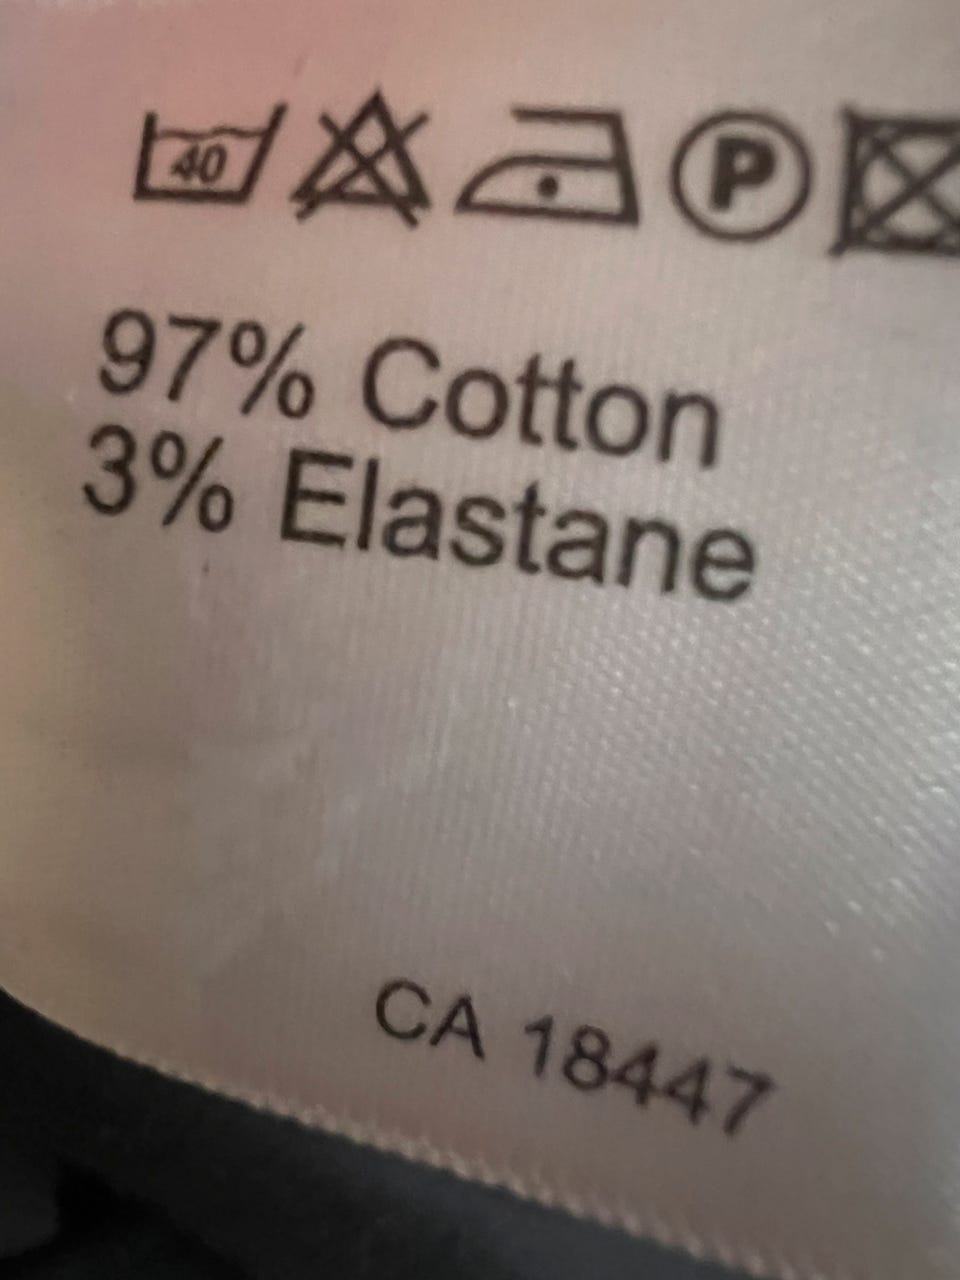 40 P
97% Cotton
3% Elastane
CA 18447